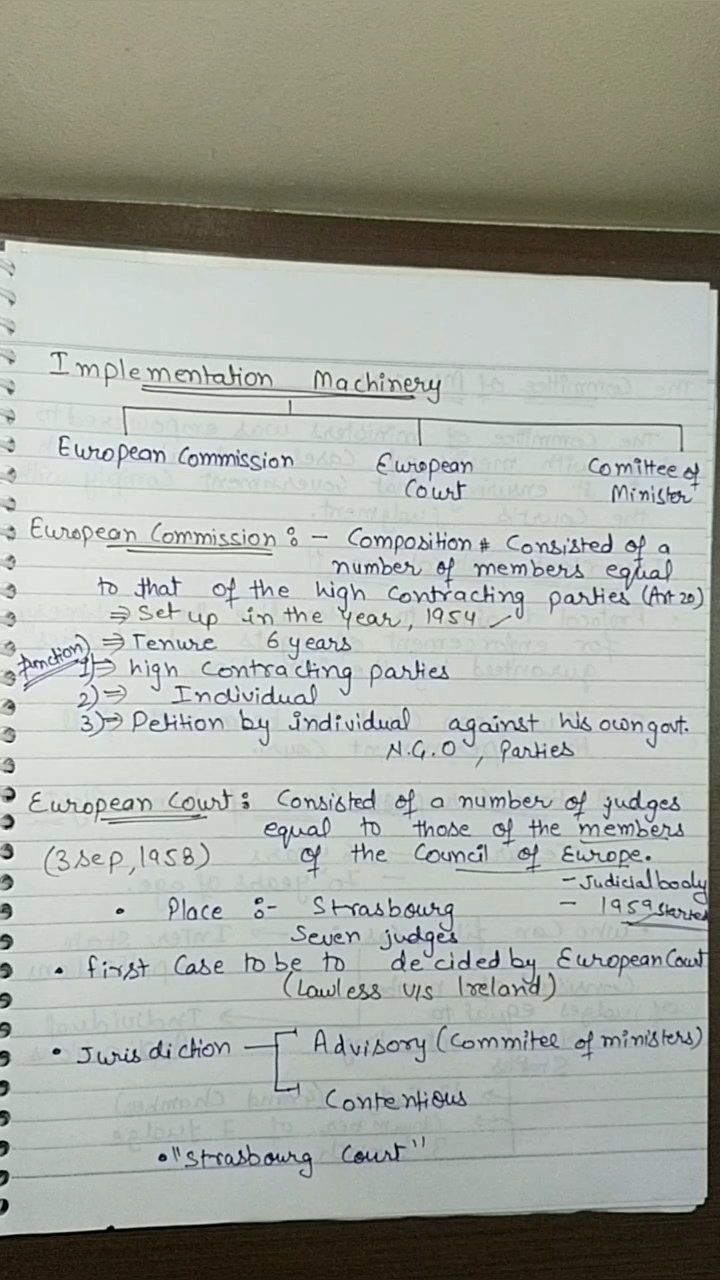 Implementation Machinery
European Commission European Court Comittee of Minister
European Commission :- Composition # Consisted of a
number of members equal
to that of the high contracting parties (Art 20)
⇒ Set up in the year, 1954 ✓
function) ⇒ Tenure 6 years
1) ⇒ high contracting parties
2) ⇒ Individual
3) ⇒ Petition by individual against his own govt.
N.G.O, Parties
European Court : Consisted of a number of judges
equal to those of the members
(3 Sep, 1958) of the Council of Europe.
- Judicial body
• Place :- Strasbourg - 1959 started
Seven judges
• first Case to be to decided by European Court
(Lawless v/s Ireland)
• Jurisdiction Advisory (Commitee of ministers)
Contentious
• "Strasbourg Court"